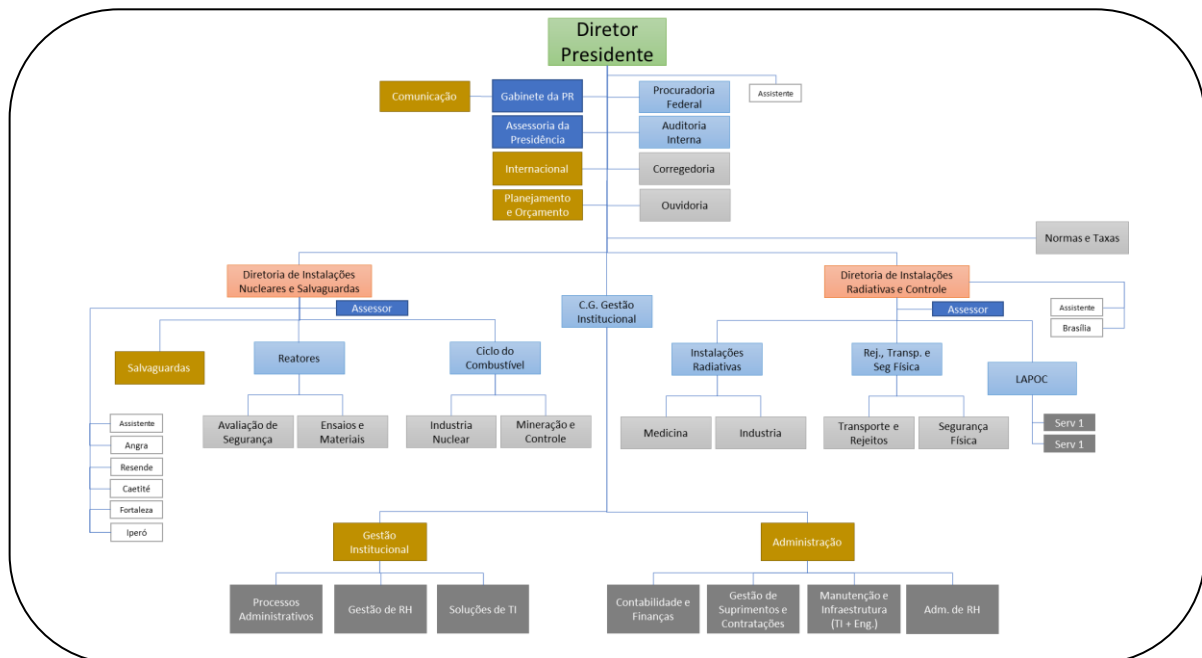 Diretor
Presidente
Assistente
Comunicação
Gabinete da PR
Procuradoria
Federal
Assessoria da
Presidência
Auditoria
Interna
Internacional
Corregedoria
Planejamento
e Orçamento
Ouvidoria
Normas e Taxas
Diretoria de Instalações
Nucleares e Salvaguardas
Diretoria de Instalações
Radiativas e Controle
Assessor
C.G. Gestão
Institucional
Assessor
Assistente
Brasília
Salvaguardas
Reatores
Ciclo do
Combustível
Instalações
Radiativas
Rej., Transp. e
Seg Física
LAPOC
Avaliação de
Segurança
Ensaios e
Materiais
Industria
Nuclear
Mineração e
Controle
Medicina
Industria
Transporte e
Rejeitos
Segurança
Física
Serv 1
Serv 1
Assistente
Angra
Resende
Caetité
Fortaleza
Iperó
Gestão
Institucional
Administração
Processos
Administrativos
Gestão de RH
Soluções de TI
Contabilidade e
Finanças
Gestão de
Suprimentos e
Contratações
Manutenção e
Infraestrutura
(TI + Eng.)
Adm. de RH